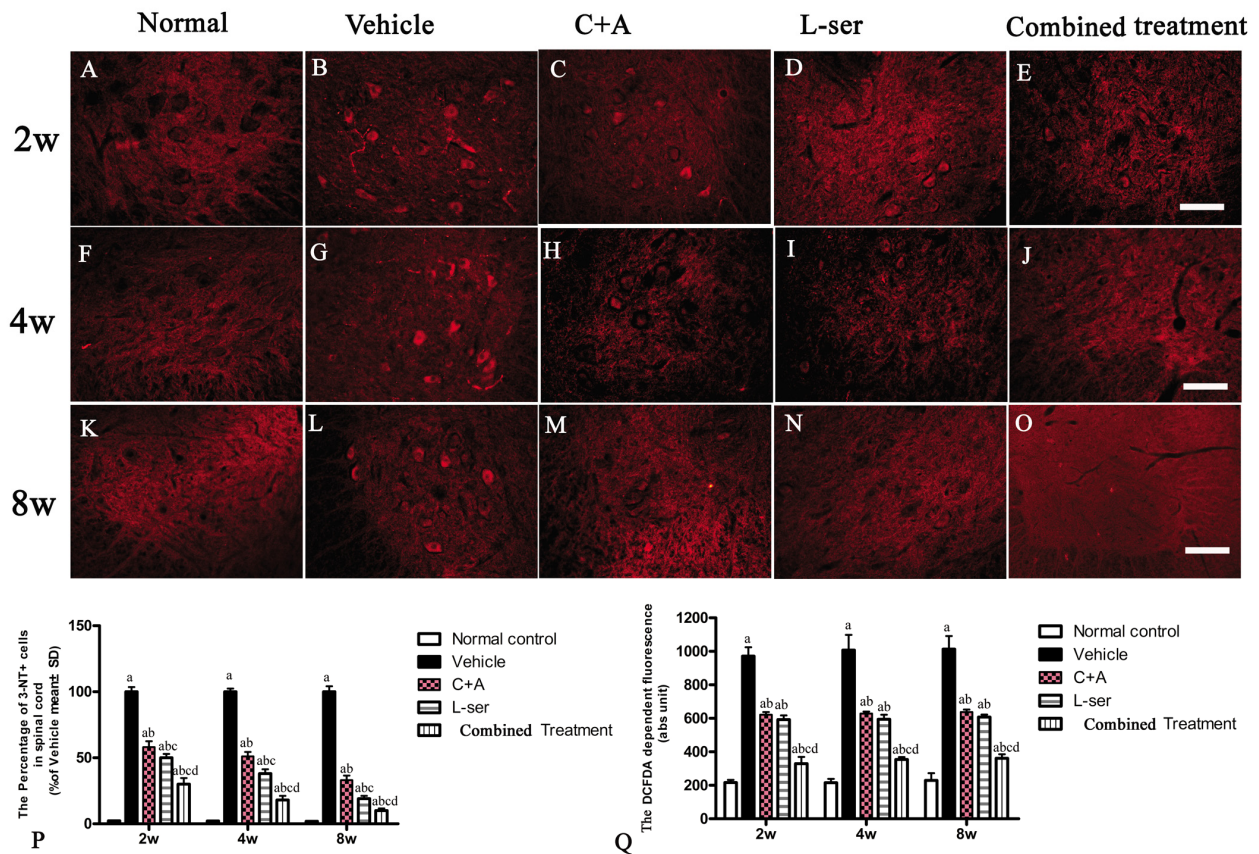 Normal Vehicle C+A L-ser Combined treatment
2w
A B C D E
4w
F G H I J
8w
K L M N O
The Percentage of 3-NT+ cells
in spinal cord
(%of Vehicle meant± SD)
150
100
50
0
a a a
ab abc abcd ab abc abcd ab abc abcd
2w 4w 8w
P
Normal control
Vehicle
C+A
L-ser
Combined Treatment
The DCFDA dependent fluorescence
(abs unit)
1200
1000
800
600
400
200
0
a a a
ab ab abcd ab ab abcd ab ab abcd
2w 4w 8w
Q
Normal control
Vehicle
C+A
L-ser
Combined Treatment